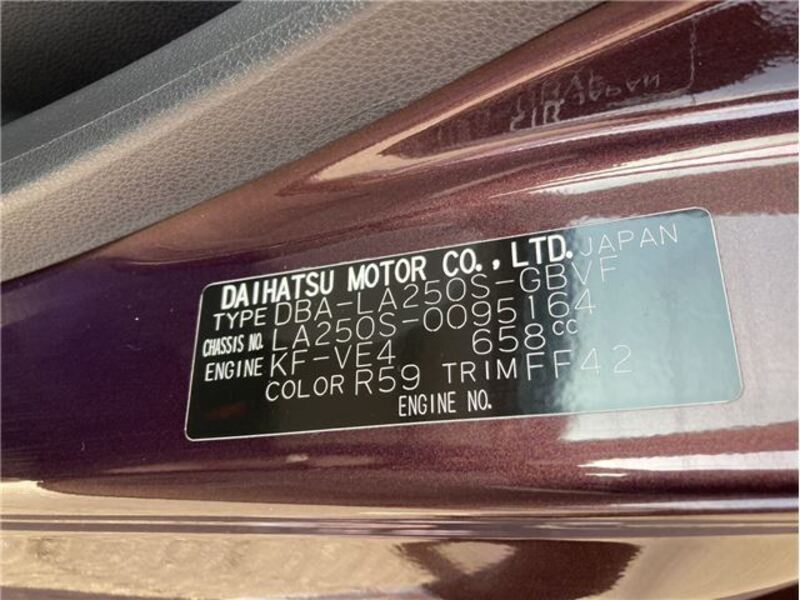 DAIHATSU MOTOR CO., LTD. JAPAN
TYPE DBA-LA250S-GBVF
CHASSIS NO. LA250S-0095164
ENGINE KF-VE4 658cc
COLOR R59 TRIM FF42
ENGINE NO.